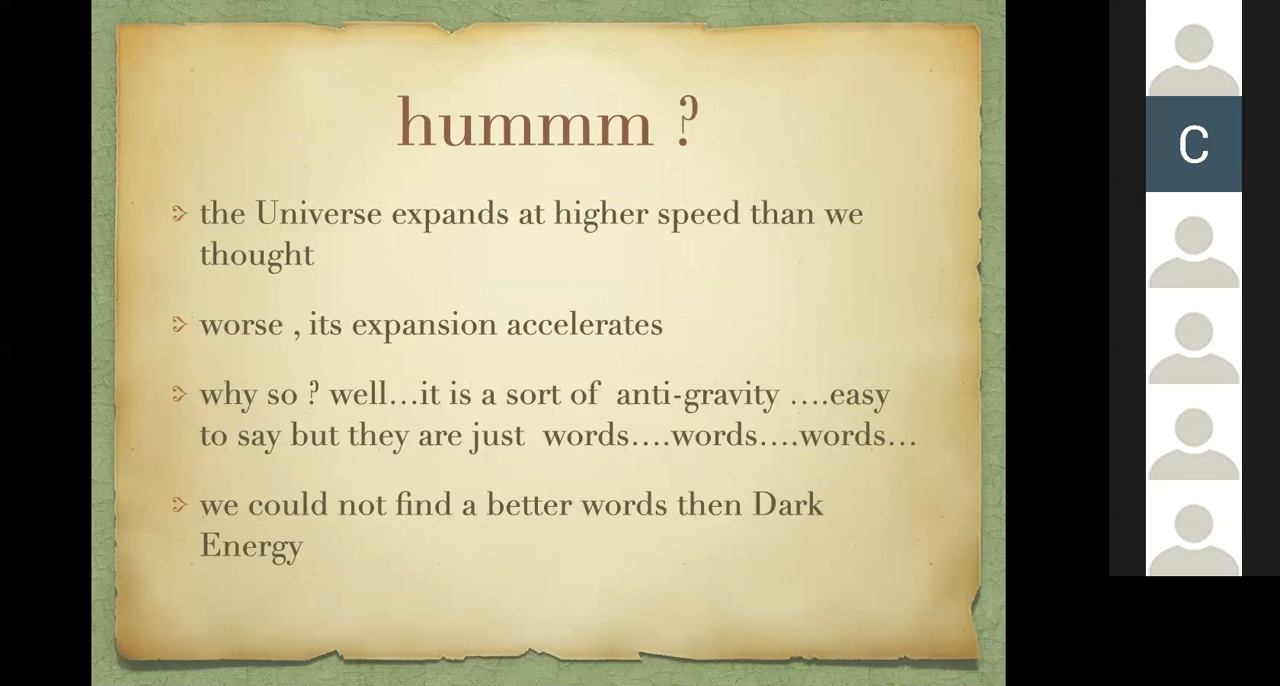 hummm ?
the Universe expands at higher speed than we
thought
worse , its expansion accelerates
why so ? well...it is a sort of anti-gravity ....easy
to say but they are just words....words....words...
we could not find a better words then Dark
Energy
C